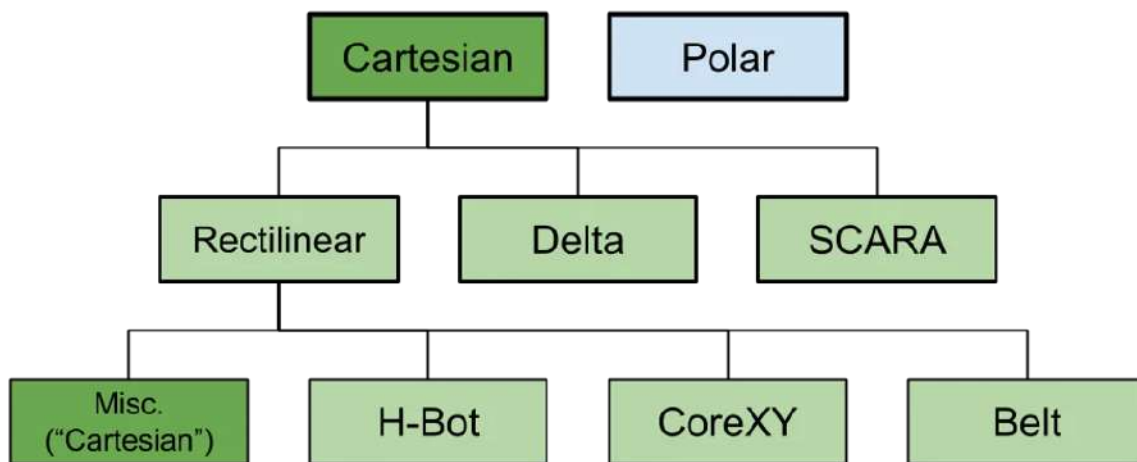 Cartesian
Polar
Rectilinear
Delta
SCARA
Misc.
(“Cartesian”)
H-Bot
CoreXY
Belt